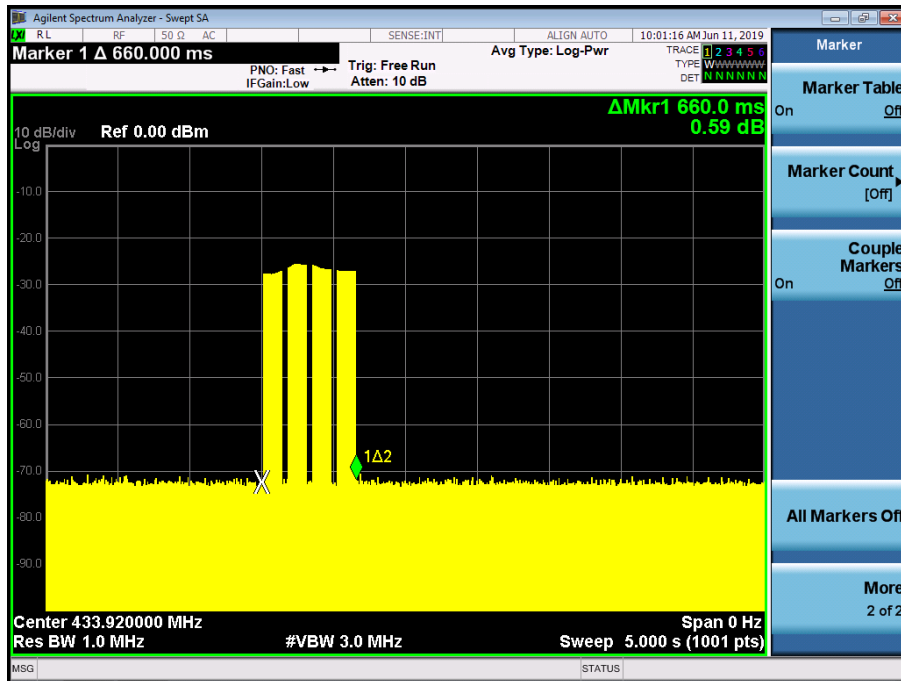 Agilent Spectrum Analyzer - Swept SA
LXI RL RF 50 Ω AC SENSE:INT ALIGN AUTO 10:01:16 AM Jun 11, 2019
Marker 1 Δ 660.000 ms
Avg Type: Log-Pwr
TRACE 1 2 3 4 5 6
PNO: Fast Trig: Free Run
TYPE WWWWWW
IFGain:Low Atten: 10 dB
DET N N N N N N
ΔMkr1 660.0 ms
0.59 dB
10 dB/div Ref 0.00 dBm
Log
-10.0
-20.0
-30.0
-40.0
-50.0
-60.0
1Δ2
-70.0
X
-80.0
-90.0
Center 433.920000 MHz Span 0 Hz
Res BW 1.0 MHz #VBW 3.0 MHz Sweep 5.000 s (1001 pts)
MSG STATUS
Marker
Marker Table
On Off
Marker Count
[Off]
Couple
Markers
On Off
All Markers Off
More
2 of 2